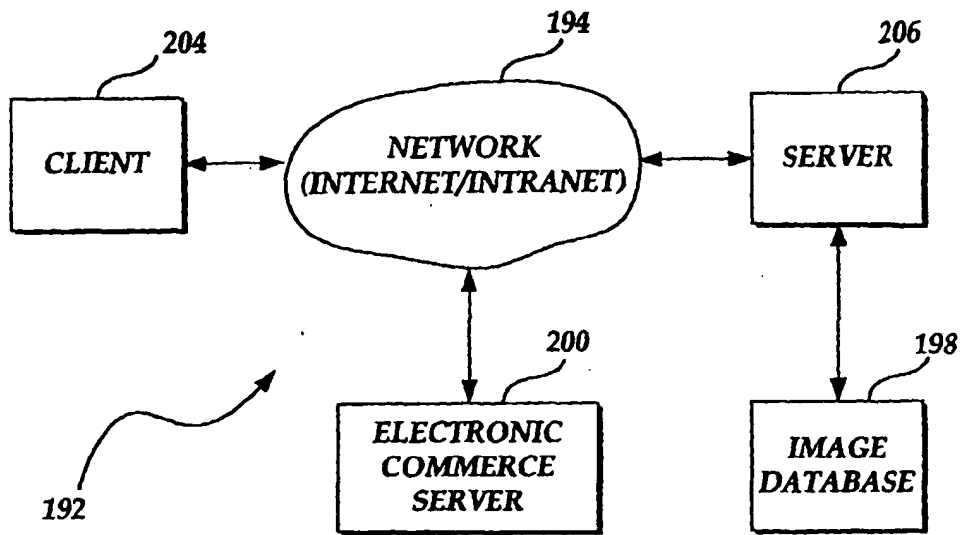 204
194
206
CLIENT
NETWORK
(INTERNET/INTRANET)
SERVER
200
198
ELECTRONIC
COMMERCE
SERVER
IMAGE
DATABASE
192